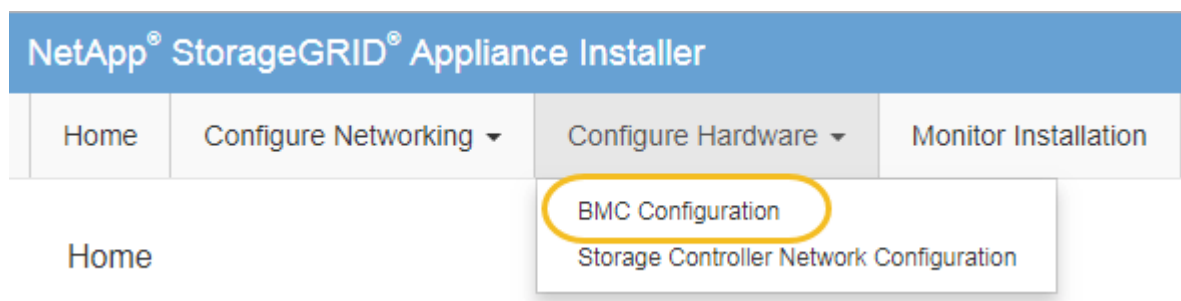 NetApp® StorageGRID® Appliance Installer
Home Configure Networking Configure Hardware Monitor Installation
BMC Configuration
Home
Storage Controller Network Configuration